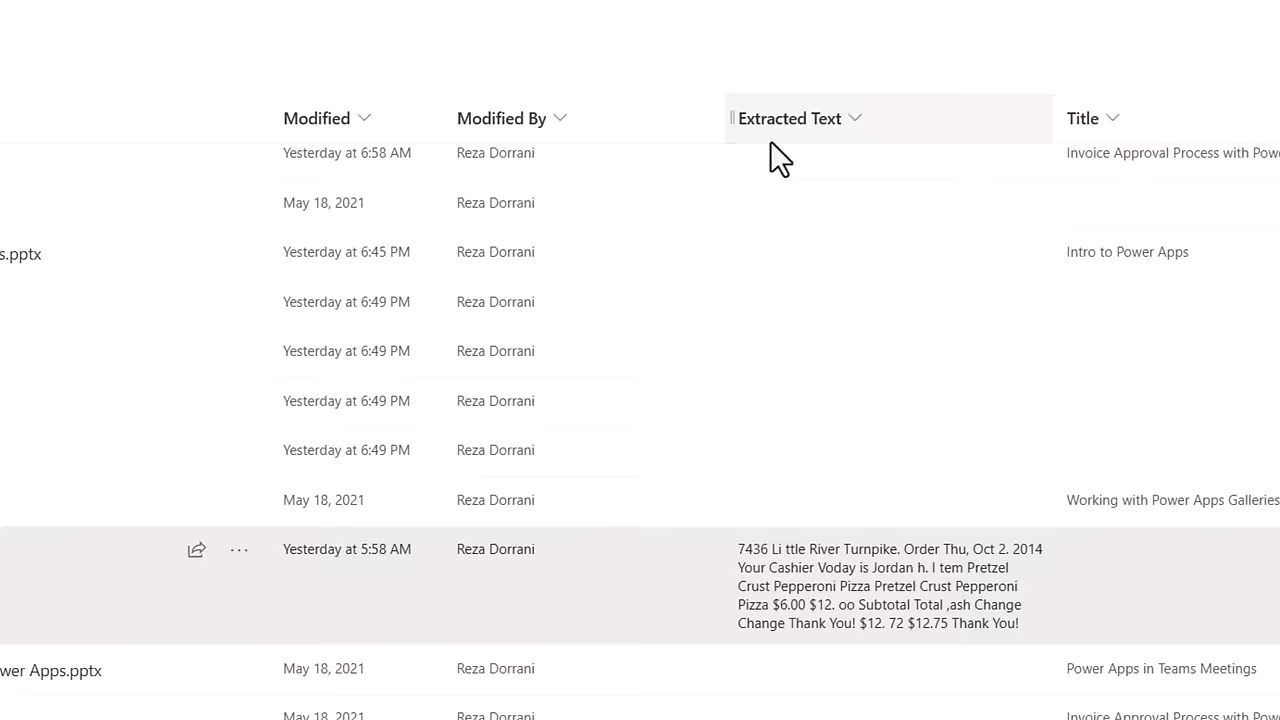 Modified Modified By Extracted Text Title
Yesterday at 6:58 AM Reza Dorrani Invoice Approval Process with Pow
May 18, 2021 Reza Dorrani
s.pptx Yesterday at 6:45 PM Reza Dorrani Intro to Power Apps
Yesterday at 6:49 PM Reza Dorrani
Yesterday at 6:49 PM Reza Dorrani
Yesterday at 6:49 PM Reza Dorrani
Yesterday at 6:49 PM Reza Dorrani
May 18, 2021 Reza Dorrani Working with Power Apps Galleries
Yesterday at 5:58 AM Reza Dorrani 7436 Li ttle River Turnpike. Order Thu, Oct 2. 2014
Your Cashier Voday is Jordan h. I tem Pretzel
Crust Pepperoni Pizza Pretzel Crust Pepperoni
Pizza $6.00 $12. oo Subtotal Total ,ash Change
Change Thank You! $12. 72 $12.75 Thank You!
wer Apps.pptx May 18, 2021 Reza Dorrani Power Apps in Teams Meetings
May 18, 2021 Reza Dorrani Invoice Approval Process with Pow